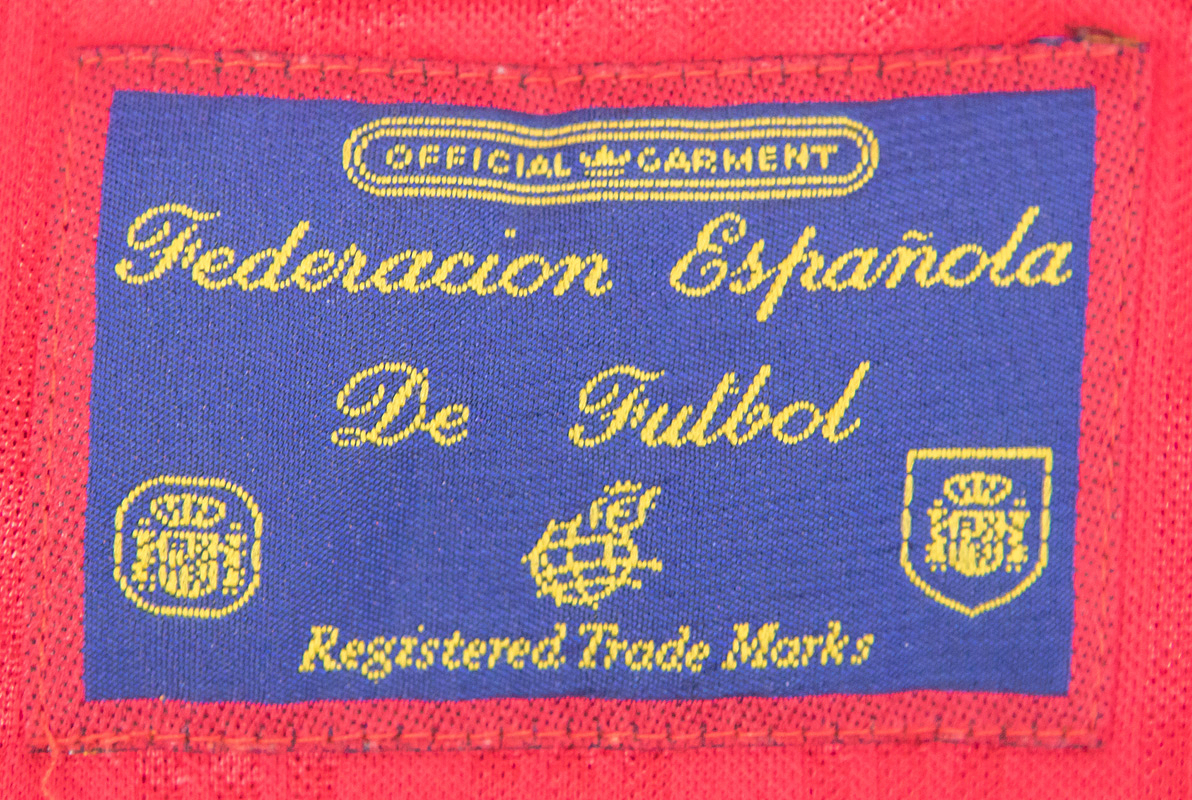 OFFICIAL GARMENT
Federacion Española
De Futbol
Registered Trade Marks